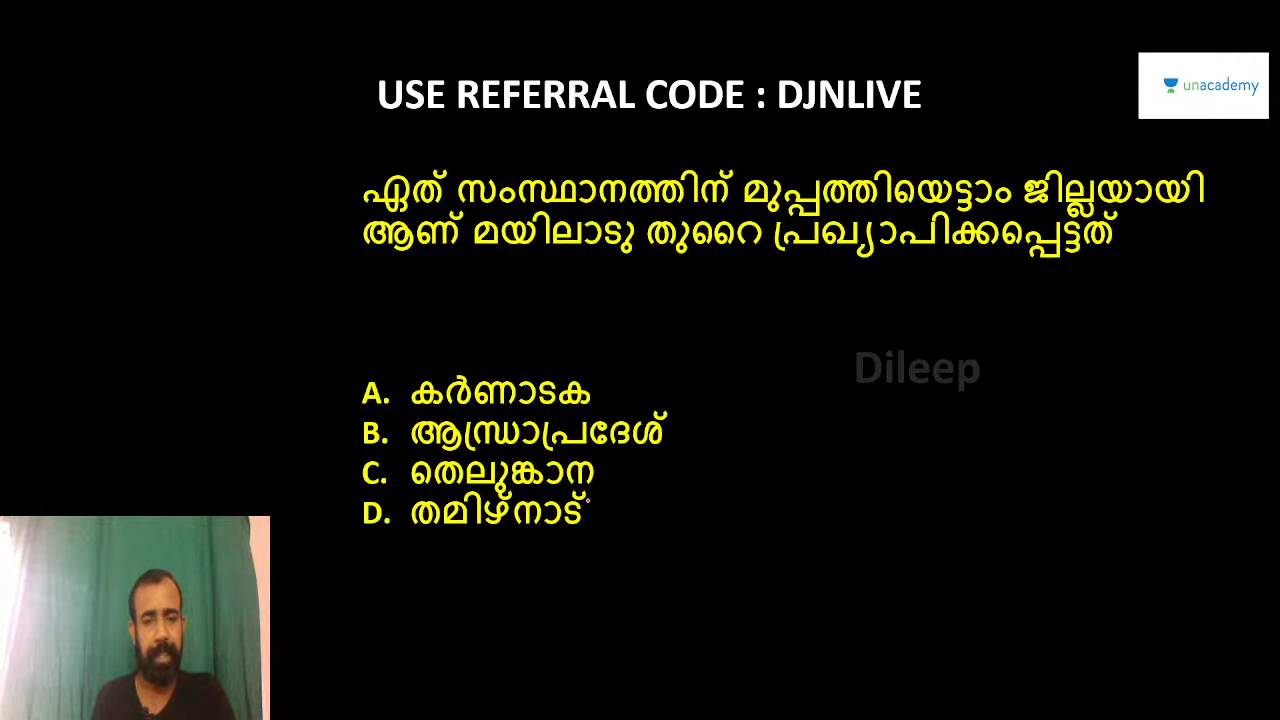 USE REFERRAL CODE : DJNLIVE
unacademy
ഏത് സംസ്ഥാനത്തിന് മുപ്പത്തിയെട്ടാം ജില്ലയായി
ആണ് മയിലാടു തുറൈ പ്രഖ്യാപിക്കപ്പെട്ടത്
Dileep
A. കർണാടക
B. ആന്ധ്രാപ്രദേശ്
C. തെലുങ്കാന
D. തമിഴ്നാട്